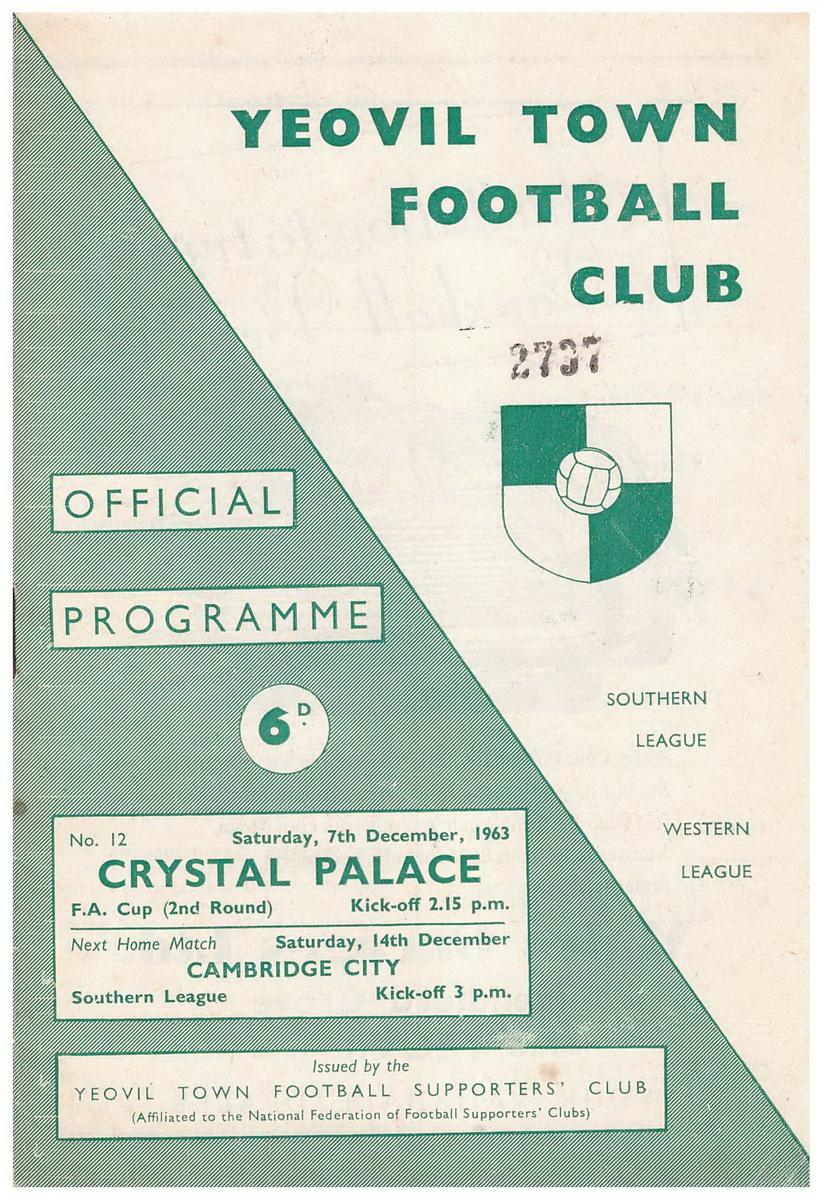 YEOVIL TOWN
FOOTBALL
CLUB
2737
OFFICIAL
PROGRAMME
6D.
SOUTHERN
LEAGUE
WESTERN
LEAGUE
No. 12 Saturday, 7th December, 1963
CRYSTAL PALACE
F.A. Cup (2nd Round) Kick-off 2.15 p.m.
Next Home Match Saturday, 14th December
CAMBRIDGE CITY
Southern League Kick-off 3 p.m.
Issued by the
YEOVIL TOWN FOOTBALL SUPPORTERS' CLUB
(Affiliated to the National Federation of Football Supporters' Clubs)